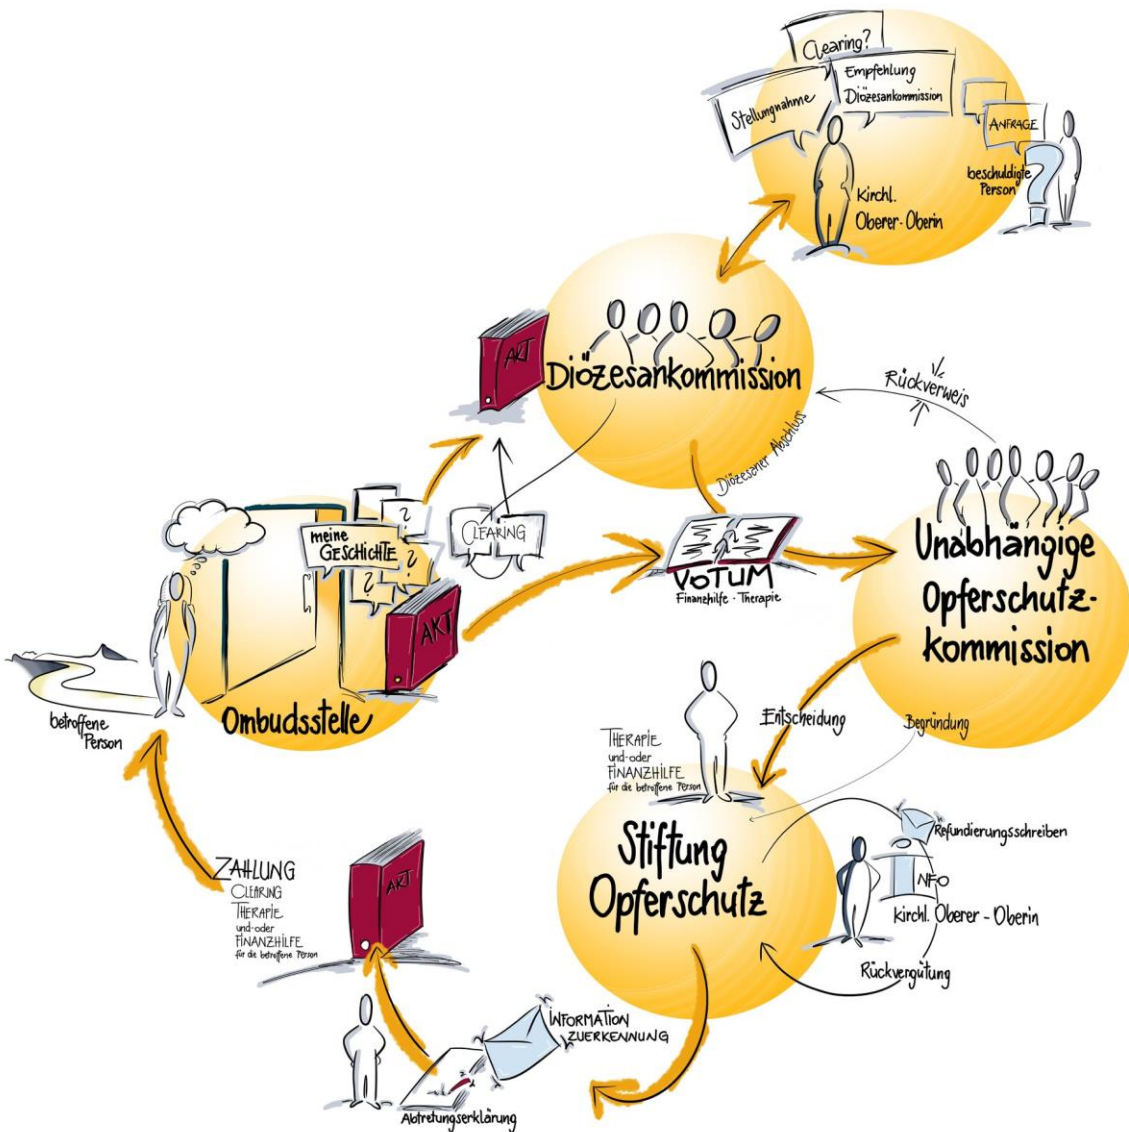 Clearing?
Empfehlung
Diözesankommission
Stellungnahme
ANFRAGE
beschuldigte
Person
?
Kirchl.
Oberer-Oberin
AKT
Diözesankommission
Rückverweis
Diözesaner Abschluss
CLEARING
?
meine
GESCHICHTE
?
?
AKT
VOTUM
Finanzhilfe - Therapie
Unabhängige
Opferschutz-
kommission
betroffene
Person
Ombudsstelle
Entscheidung
Begründung
THERAPIE
und-oder
FINANZHILFE
für die betroffene Person
Stiftung
Opferschutz
Refundierungsschreiben
INFO
Kirchl. Oberer - Oberin
Rückvergütung
ZAHLUNG
CLEARING
THERAPIE
und-oder
FINANZHILFE
für die betroffene Person
AKT
INFORMATION
ZUERKENNUNG
Abtretungserklärung